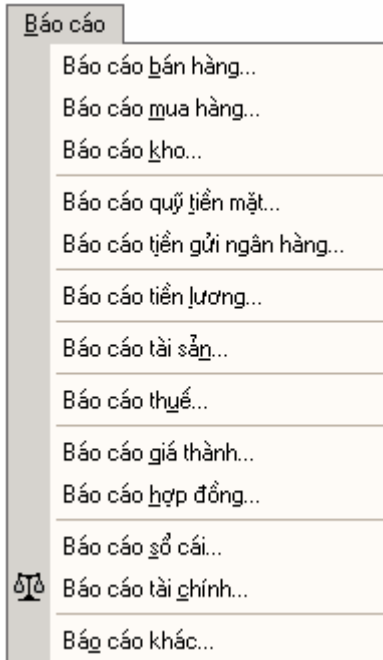 Báo cáo
Báo cáo bán hàng...
Báo cáo mua hàng...
Báo cáo kho...
Báo cáo quỹ tiền mặt...
Báo cáo tiền gửi ngân hàng...
Báo cáo tiền lương...
Báo cáo tài sản...
Báo cáo thuế...
Báo cáo giá thành...
Báo cáo hợp đồng...
Báo cáo sổ cái...
Báo cáo tài chính...
Báo cáo khác...